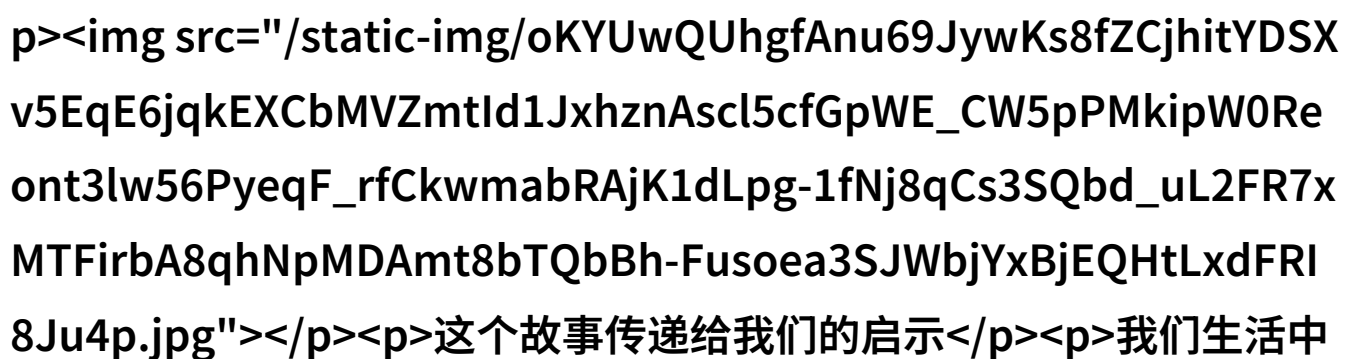 p><img src="/static-img/oKYUwQUhgfAnu69JywKs8fZCjhitYDSX
v5EqE6jqkEXCbMVZmtId1JxhznAscl5cfGpWE_CW5pPMkipW0Re
ont3lw56PyeqF_rfCkwmabRAjK1dLpg-1fNj8qCs3SQbd_uL2FR7x
MTFirbA8qhNpMDAmt8bTQbBh-Fusoea3SJWbjYxBjEQHtLxdFRI
8Ju4p.jpg"></p><p>这个故事传递给我们的启示</p><p>我们生活中